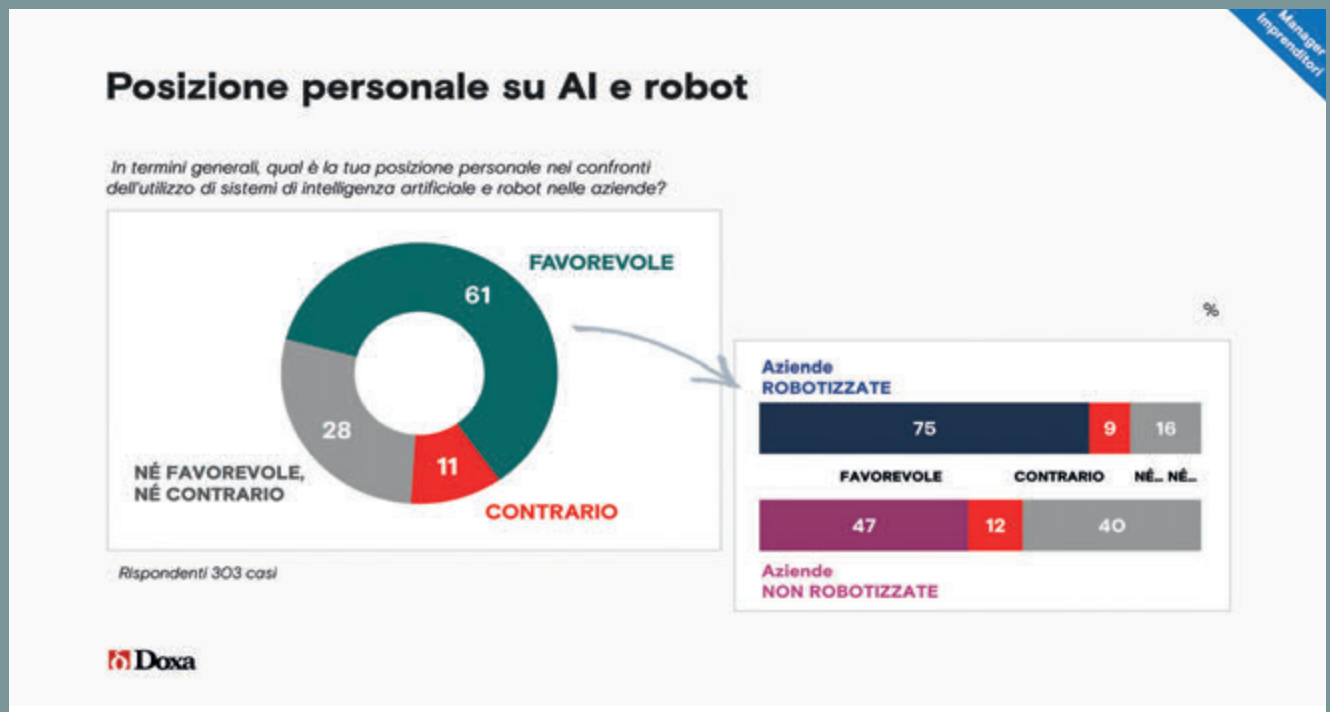 Manager
Imprenditori
Posizione personale su AI e robot
In termini generali, qual è la tua posizione personale nei confronti
dell'utilizzo di sistemi di intelligenza artificiale e robot nelle aziende?
FAVOREVOLE
61
28
11
NÉ FAVOREVOLE,
NÉ CONTRARIO
CONTRARIO
Rispondenti 303 casi
%
Aziende
ROBOTIZZATE
75 9 16
FAVOREVOLE CONTRARIO NÉ... NÉ...
47 12 40
Aziende
NON ROBOTIZZATE
Doxa